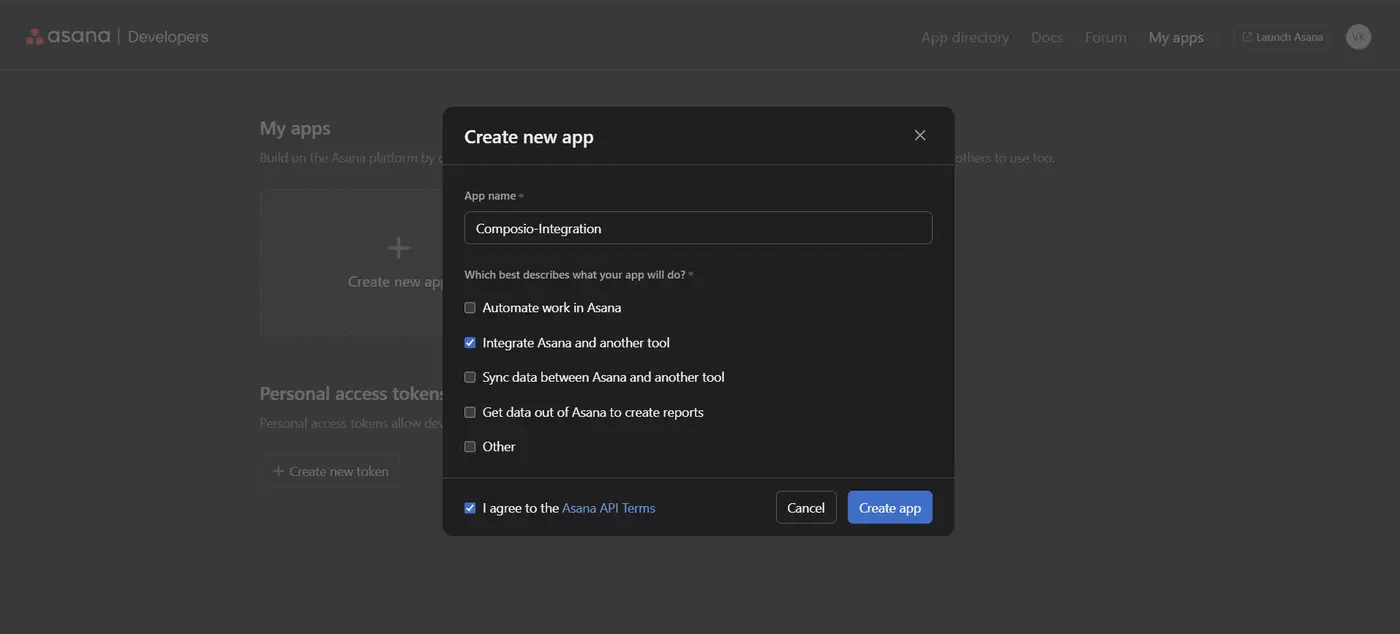 asana | Developers
App directory Docs Forum My apps Launch Asana VK
My apps
Build on the Asana platform by
others to use too.
Create new app
Personal access tokens
Personal access tokens allow
Create new token
Create new app
App name *
Composio-Integration
Which best describes what your app will do? *
Automate work in Asana
Integrate Asana and another tool
Sync data between Asana and another tool
Get data out of Asana to create reports
Other
I agree to the Asana API Terms
Cancel Create app